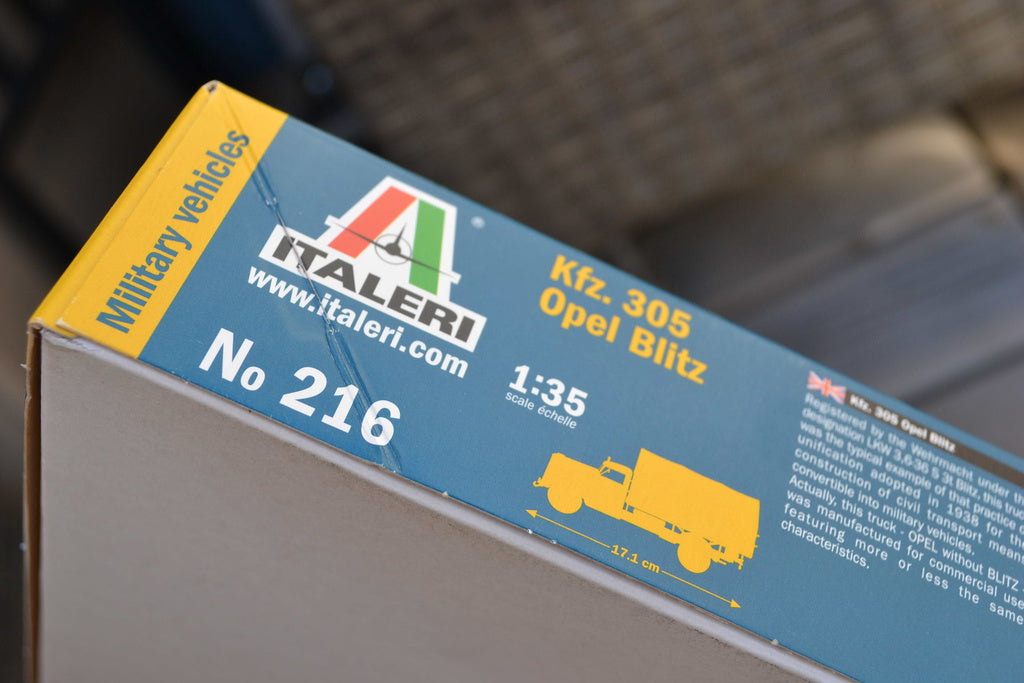 Military vehicles
ITALERI
®
www.italeri.com
No 216
Kfz. 305
Opel Blitz
1:35
scale échelle
17.1 cm
Kfz. 305 Opel Blitz
Registered by the Wehrmacht under the
designation LKW 3,6-36 S 3t Blitz, this truck
was the typical example of that practice
unification adopted in 1938 for the
construction of civil transport means
convertible into military vehicles.
Actually, this truck - OPEL without BLITZ -
was manufactured for commercial use
featuring more or less the same
characteristics.